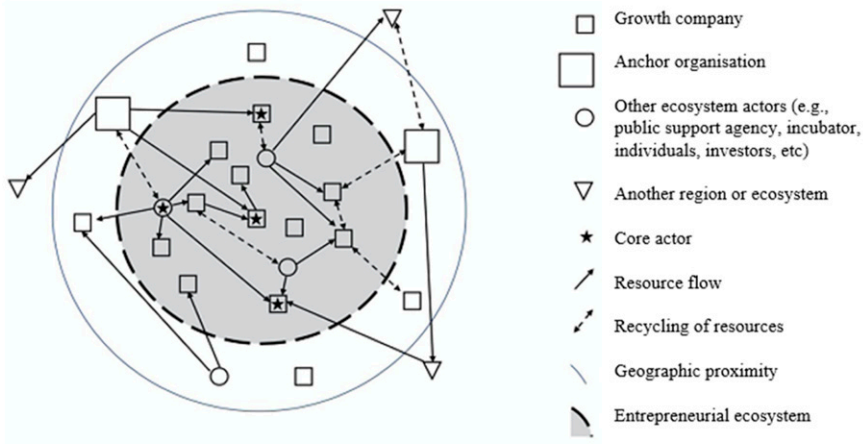 Growth company
Anchor organisation
Other ecosystem actors (e.g.,
public support agency, incubator,
individuals, investors, etc)
Another region or ecosystem
Core actor
Resource flow
Recycling of resources
Geographic proximity
Entrepreneurial ecosystem